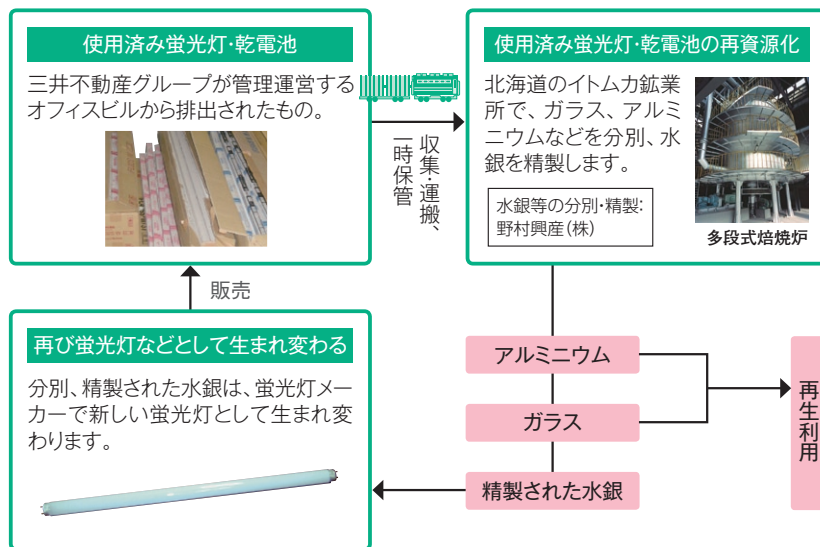 使用済み蛍光灯・乾電池
三井不動産グループが管理運営する
オフィスビルから排出されたもの。
収集・運搬、
一時保管
使用済み蛍光灯・乾電池の再資源化
北海道のイトムカ鉱業
所で、ガラス、アルミ
ニウムなどを分別、水
銀を精製します。
水銀等の分別・精製：
野村興産（株）
多段式焙焼炉
販売
再び蛍光灯などとして生まれ変わる
分別、精製された水銀は、蛍光灯メー
カーで新しい蛍光灯として生まれ変
わります。
アルミニウム
ガラス
精製された水銀
再生利用